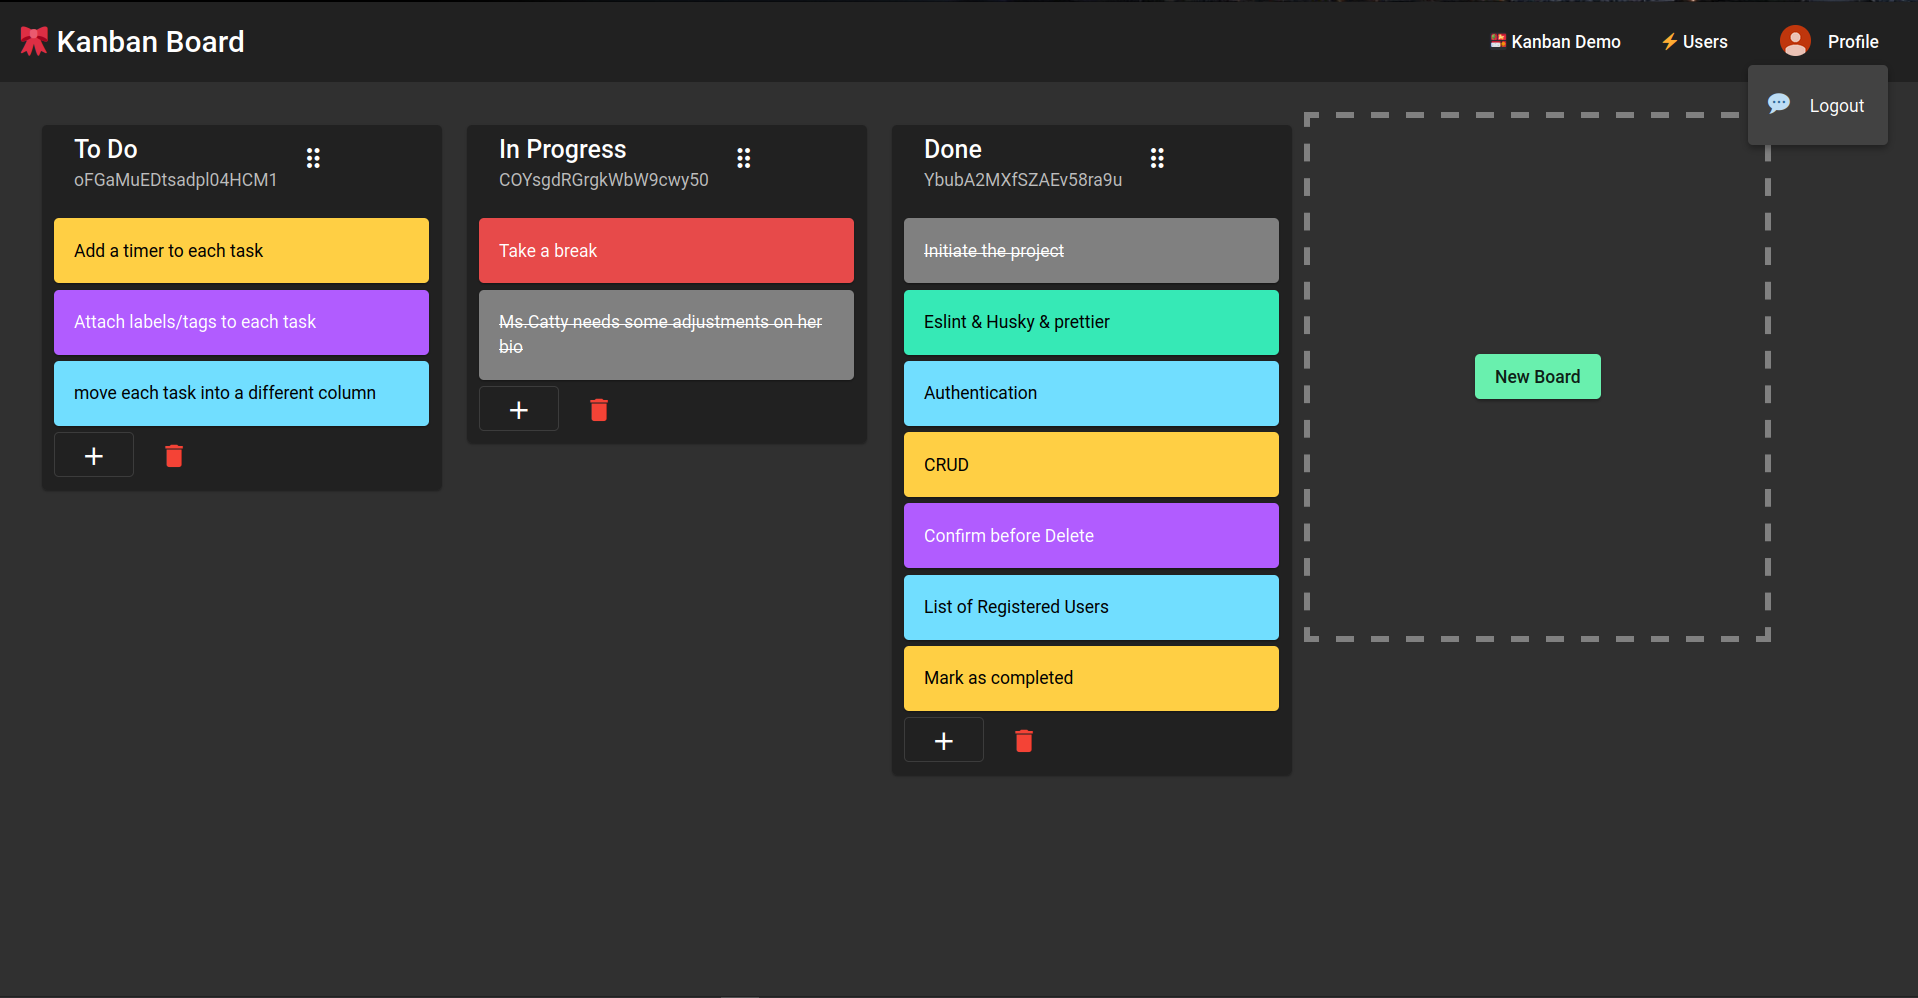 Kanban Board
Kanban Demo
Users
Profile
Logout
To Do
oFGaMuEDtsadpl04HCM1
Add a timer to each task
Attach labels/tags to each task
move each task into a different column
In Progress
COYsgdRGrgkWbW9cwy50
Take a break
Ms.Catty needs some adjustments on her
bio
Done
YbubA2MXfSZAEv58ra9u
Initiate the project
Eslint & Husky & prettier
Authentication
CRUD
Confirm before Delete
List of Registered Users
Mark as completed
New Board